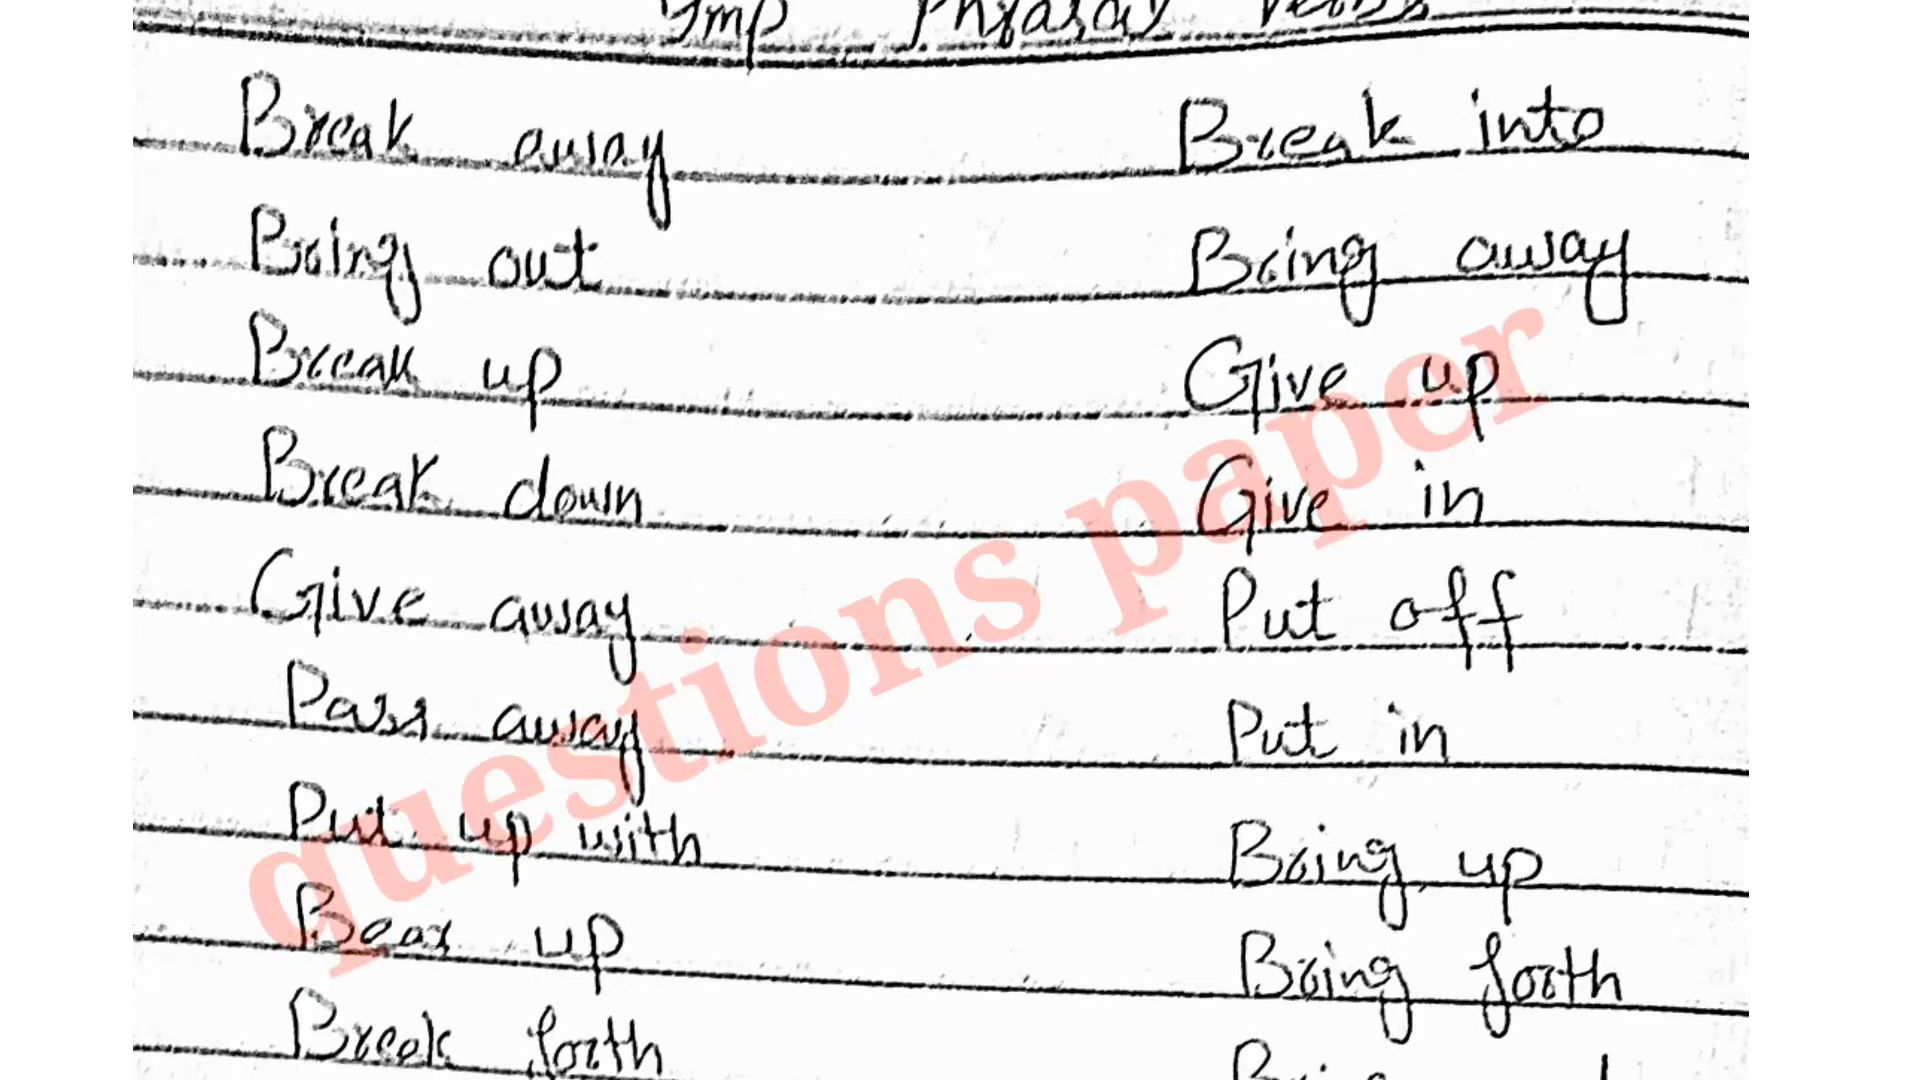 Imp Phrasal Verbs
Break away Break into
Bring out Bring away
Break up Give up
Break down Give in
Give away Put off
Pass away Put in
Put up with Bring up
Bear up Bring forth
Break forth
questions paper